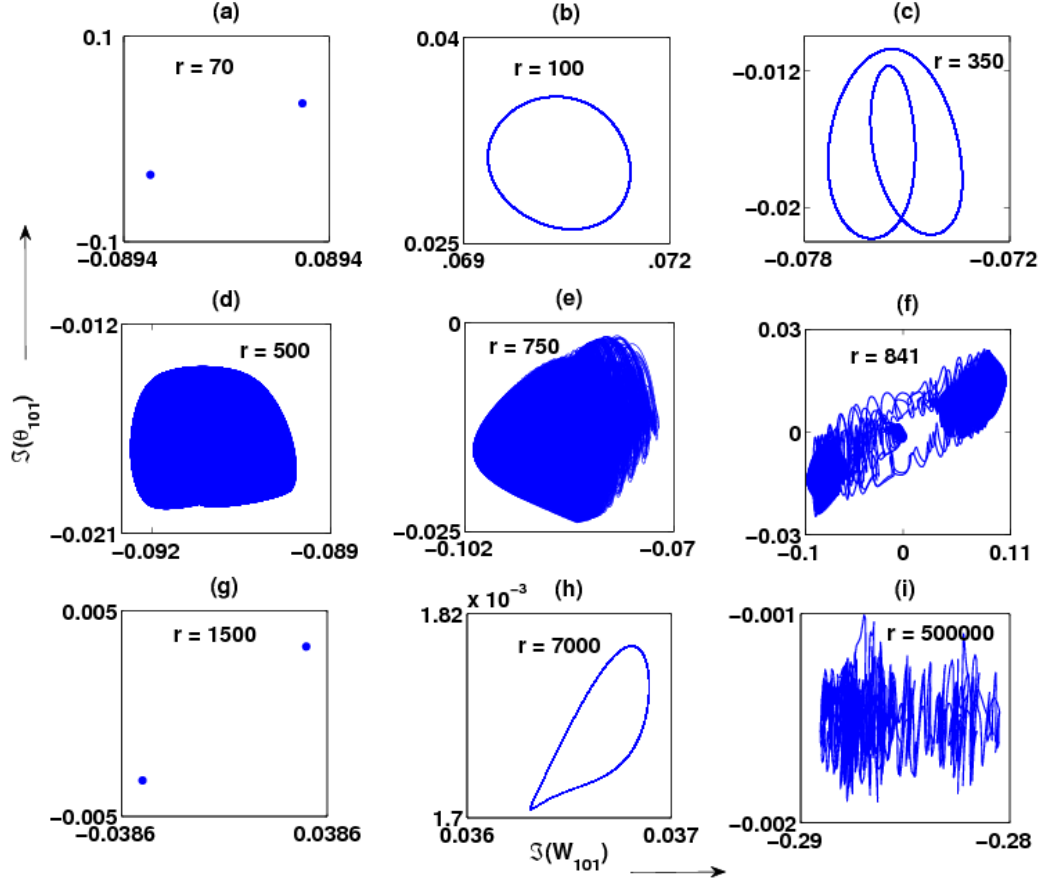 (a) (b) (c)
0.1 r = 70
−0.1
−0.0894 0.0894
0.04 r = 100
0.025
.069 .072
−0.012 r = 350
−0.02
−0.078 −0.072
(d) (e) (f)
−0.012 r = 500
−0.021
−0.092 −0.089
0 r = 750
−0.025
−0.102 −0.07
0.03 r = 841
0
−0.03
−0.1 0 0.11
ℑ(θ101)
(g) (h) (i)
0.005 r = 1500
−0.005
−0.0386 0.0386
x 10−3
1.82 r = 7000
1.7
0.036 0.037
−0.001 r = 500000
−0.002
−0.29 −0.28
ℑ(W101)